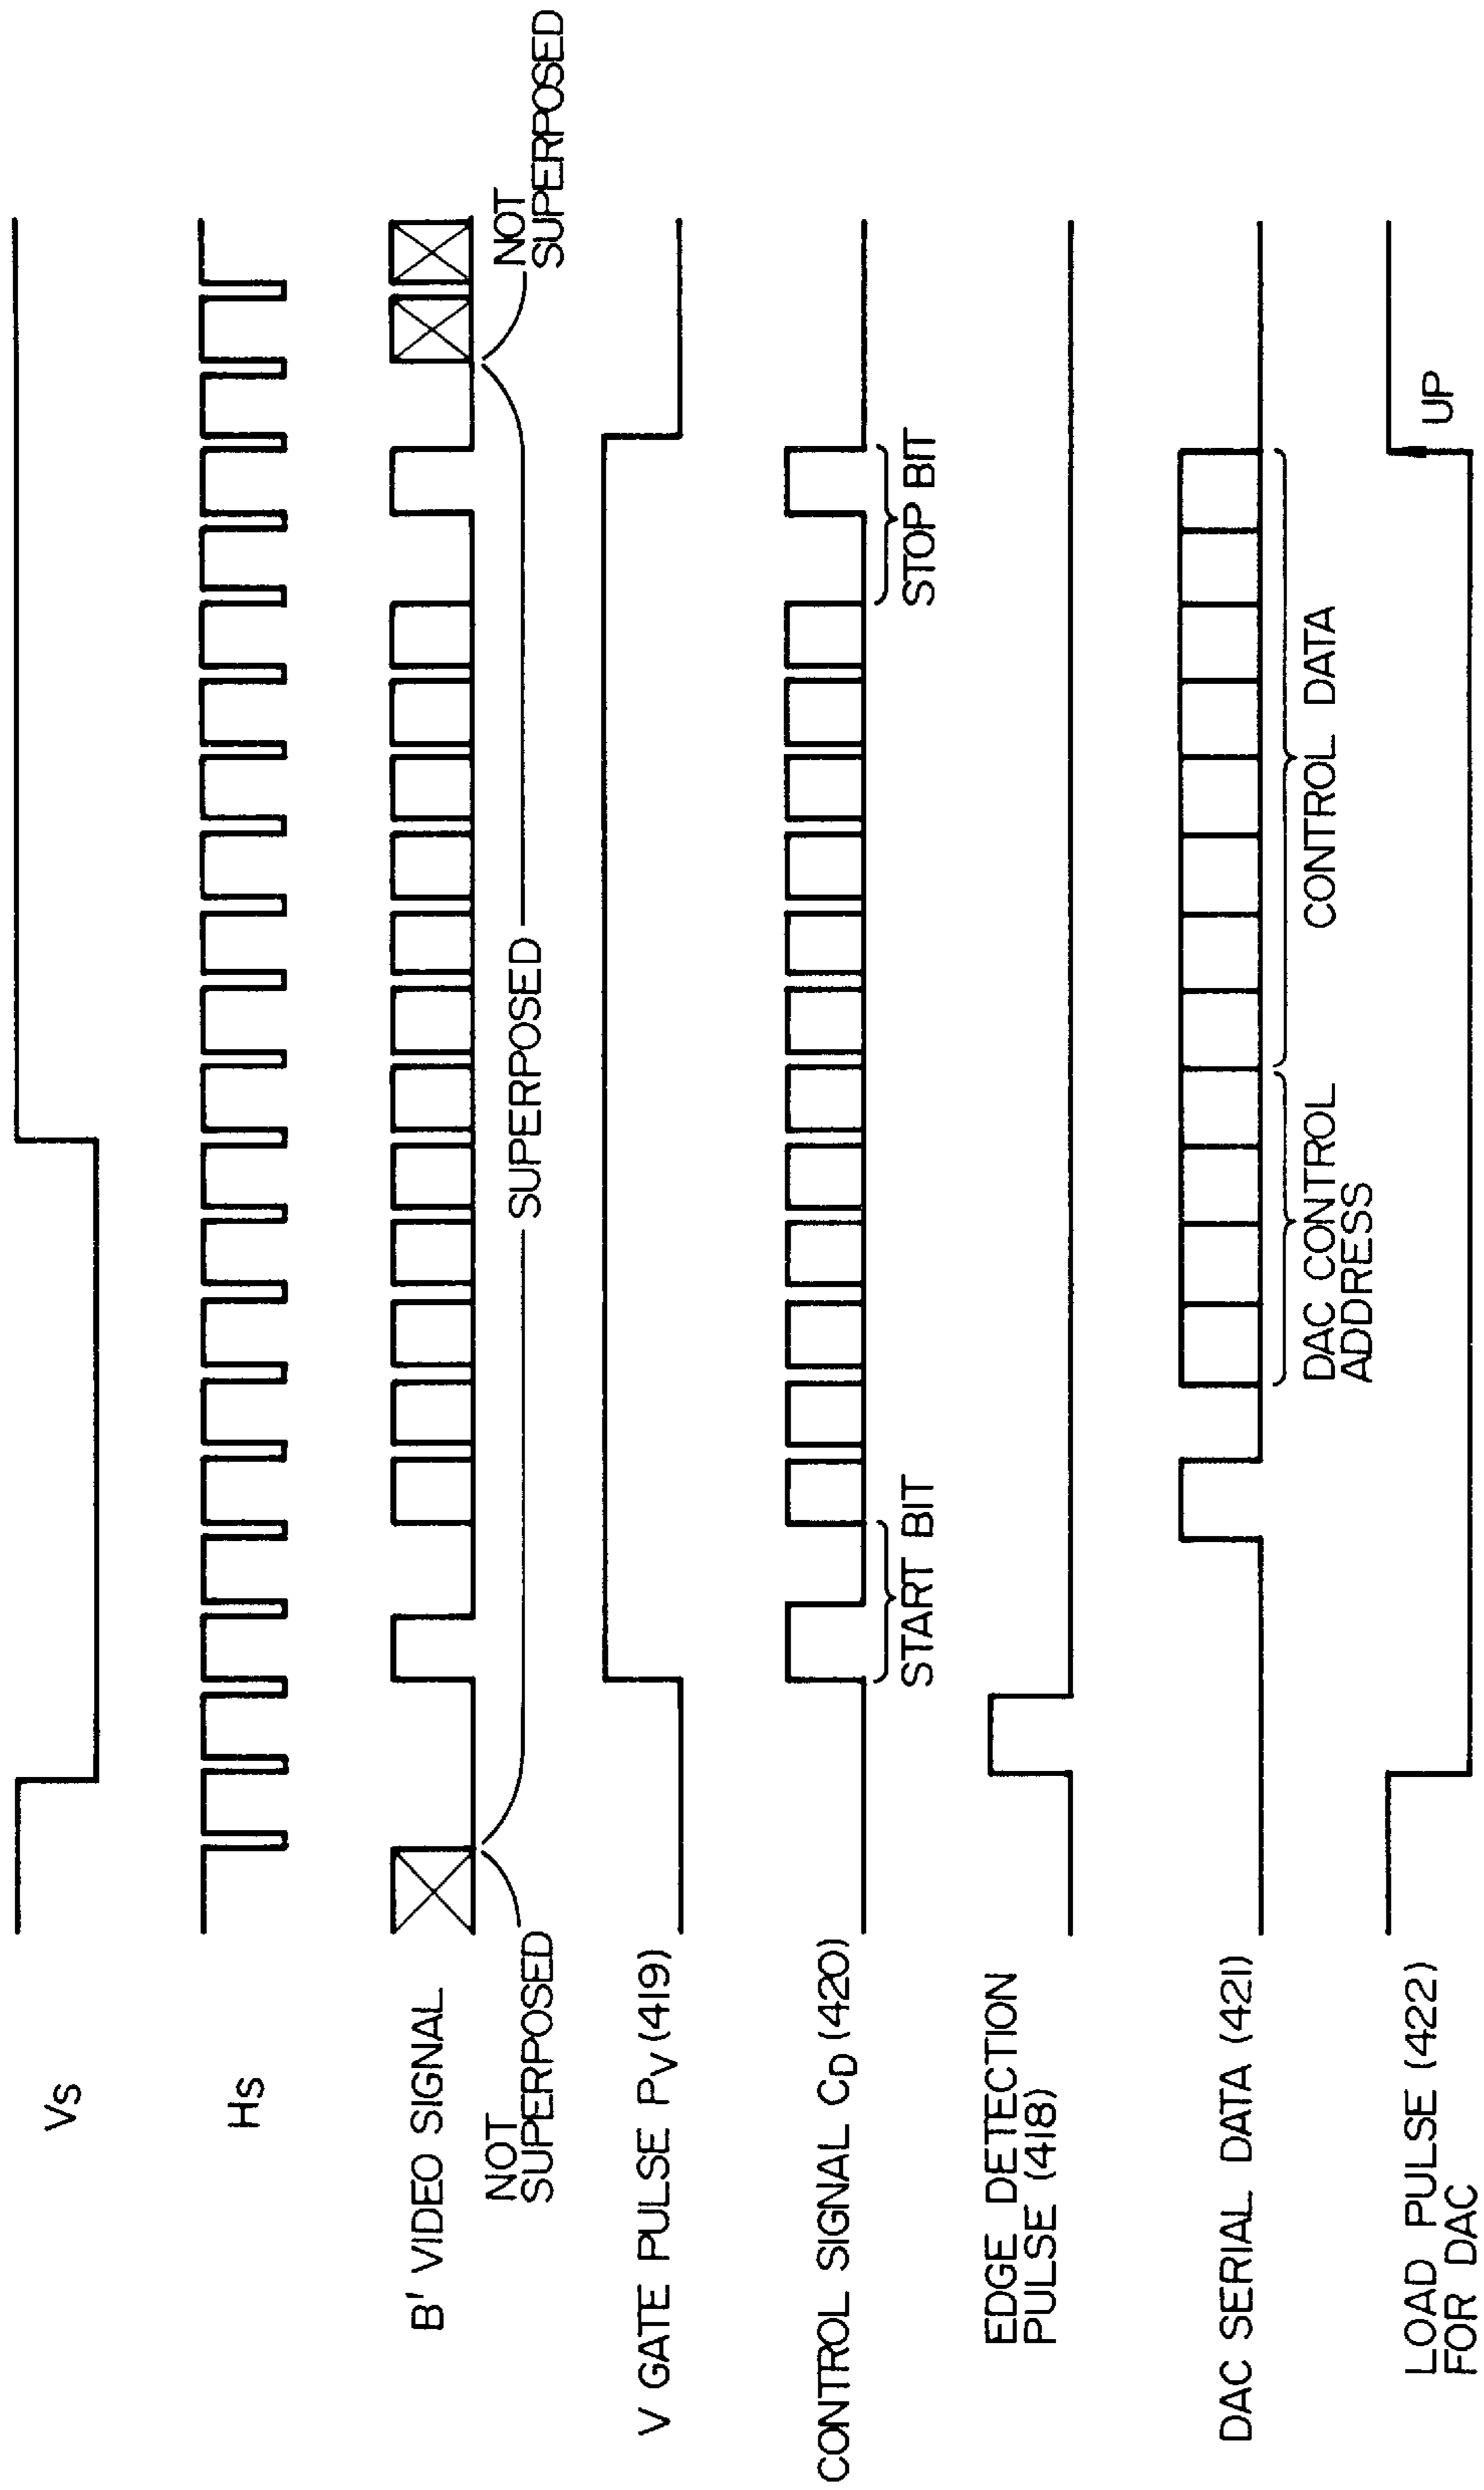 Vs
Hs
B' VIDEO SIGNAL
NOT
SUPERPOSED
SUPERPOSED
NOT
SUPERPOSED
V GATE PULSE PV (419)
CONTROL SIGNAL CD (420)
START BIT
STOP BIT
EDGE DETECTION
PULSE (418)
DAC SERIAL DATA (421)
DAC CONTROL
ADDRESS
CONTROL DATA
LOAD PULSE (422)
FOR DAC
UP